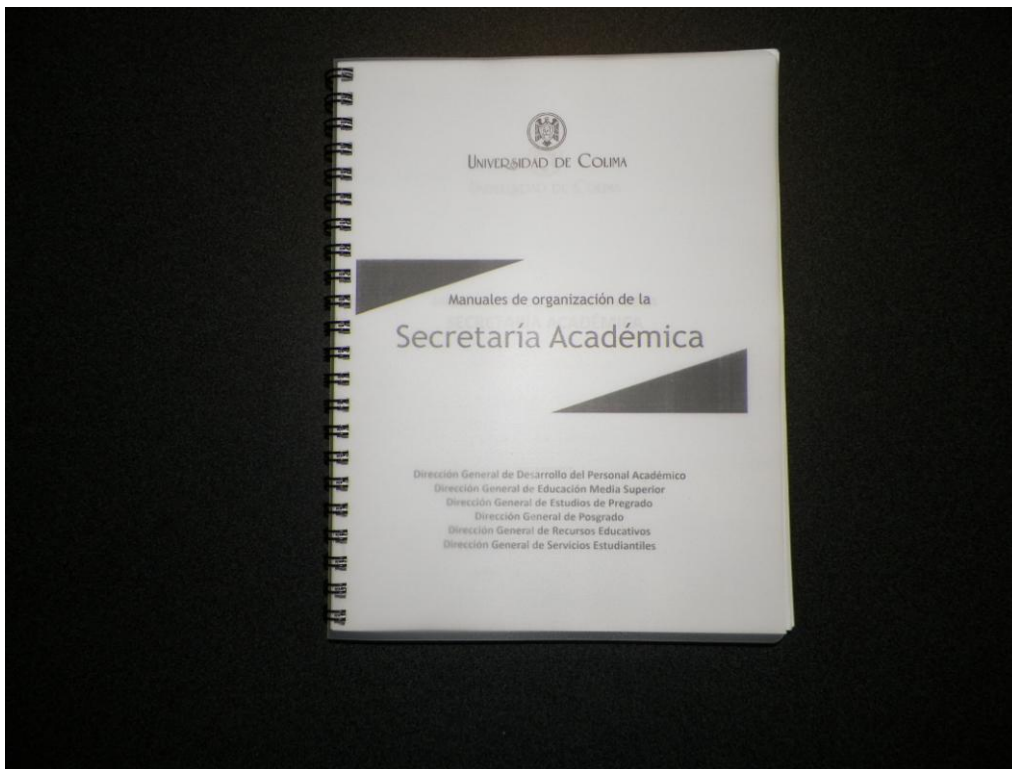 UNIVERSIDAD DE COLIMA
Manuales de organización de la
Secretaría Académica
Dirección General de Desarrollo del Personal Académico
Dirección General de Educación Media Superior
Dirección General de Estudios de Pregrado
Dirección General de Posgrado
Dirección General de Recursos Educativos
Dirección General de Servicios Estudiantiles